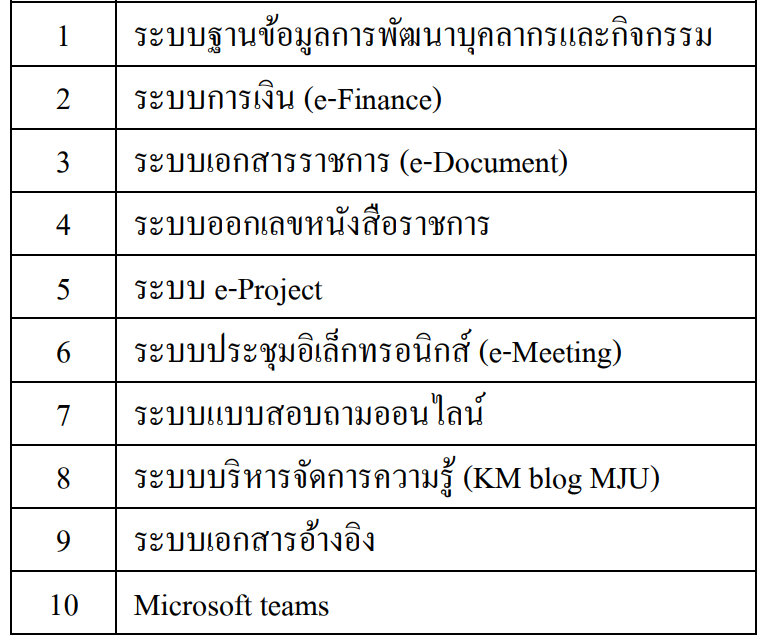 1 ระบบฐานข้อมูลการพัฒนาบุคลากรและกิจกรรม
2 ระบบการเงิน (e-Finance)
3 ระบบเอกสารราชการ (e-Document)
4 ระบบออกเลขหนังสือราชการ
5 ระบบ e-Project
6 ระบบประชุมอิเล็กทรอนิกส์ (e-Meeting)
7 ระบบแบบสอบถามออนไลน์
8 ระบบบริหารจัดการความรู้ (KM blog MJU)
9 ระบบเอกสารอ้างอิง
10 Microsoft teams